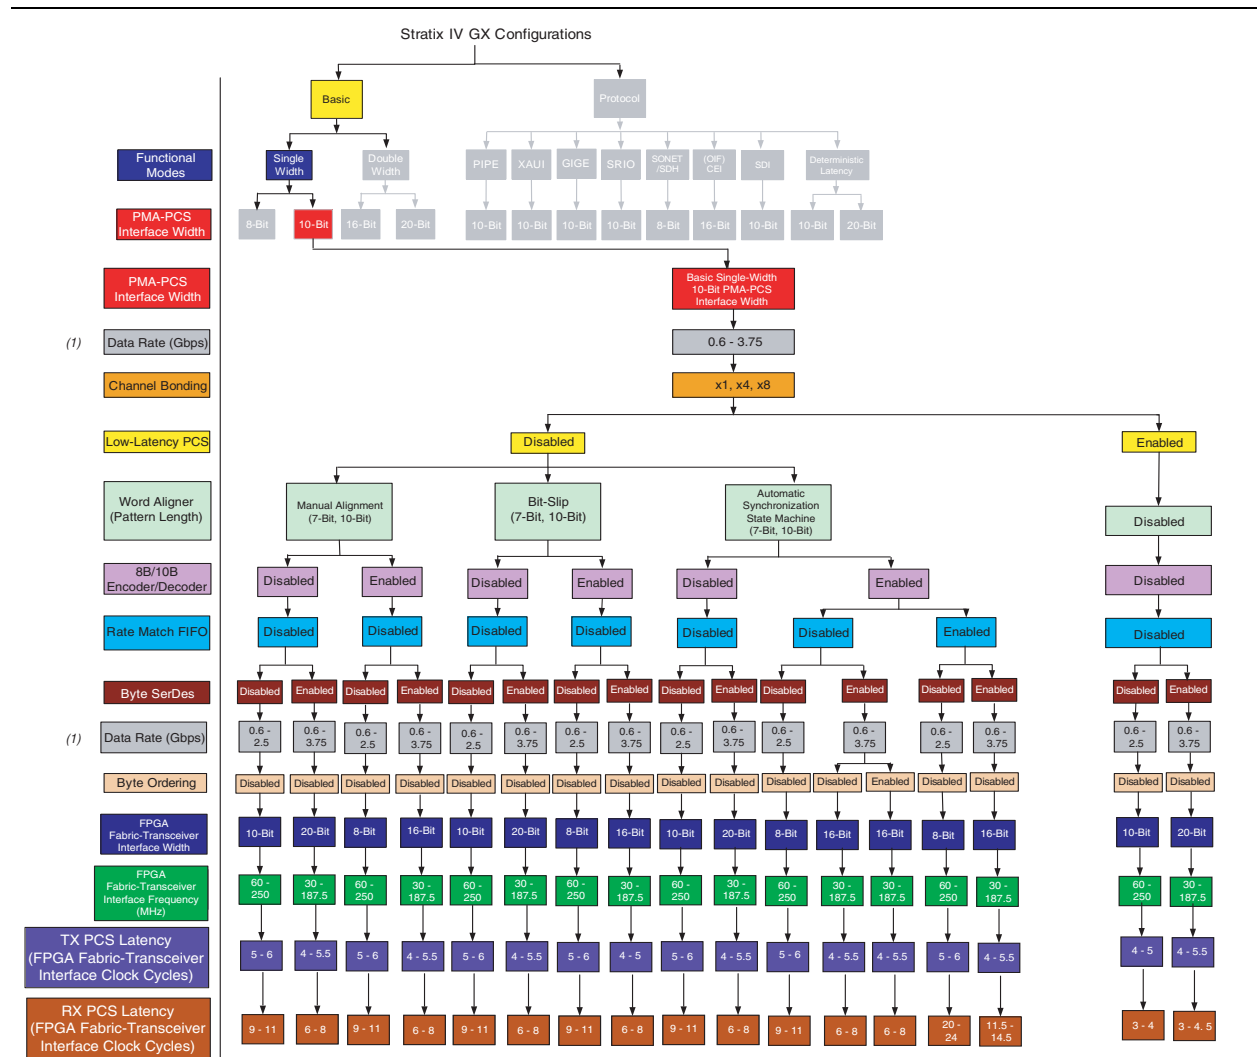 Stratix IV GX Configurations
Basic
Protocol
Functional
Modes
Single
Width
Double
Width
PIPE
XAUI
GIGE
SRIO
SONET
/SDH
(OIF)
CEI
SDI
Deterministic
Latency
PMA-PCS
Interface Width
8-Bit
10-Bit
16-Bit
20-Bit
10-Bit
10-Bit
10-Bit
10-Bit
8-Bit
16-Bit
10-Bit
10-Bit
20-Bit
PMA-PCS
Interface Width
Basic Single-Width
10-Bit PMA-PCS
Interface Width
(1)
Data Rate (Gbps)
0.6 - 3.75
Channel Bonding
x1, x4, x8
Low-Latency PCS
Disabled
Enabled
Word Aligner
(Pattern Length)
Manual Alignment
(7-Bit, 10-Bit)
Bit-Slip
(7-Bit, 10-Bit)
Automatic
Synchronization
State Machine
(7-Bit, 10-Bit)
Disabled
8B/10B
Encoder/Decoder
Disabled
Enabled
Disabled
Enabled
Disabled
Enabled
Disabled
Rate Match FIFO
Disabled
Disabled
Disabled
Disabled
Disabled
Disabled
Enabled
Disabled
Byte SerDes
Disabled
Enabled
Disabled
Enabled
Disabled
Enabled
Disabled
Enabled
Disabled
Enabled
Disabled
Enabled
Disabled
Enabled
Disabled
Enabled
(1)
Data Rate (Gbps)
0.6 -
2.5
0.6 -
3.75
0.6 -
2.5
0.6 -
3.75
0.6 -
2.5
0.6 -
3.75
0.6 -
2.5
0.6 -
3.75
0.6 -
2.5
0.6 -
3.75
0.6 -
2.5
0.6 -
3.75
0.6 -
2.5
0.6 -
3.75
0.6 -
2.5
0.6 -
3.75
Byte Ordering
Disabled
Disabled
Disabled
Disabled
Disabled
Disabled
Disabled
Disabled
Disabled
Disabled
Disabled
Disabled
Enabled
Disabled
Disabled
Disabled
Disabled
FPGA
Fabric-Transceiver
Interface Width
10-Bit
20-Bit
8-Bit
16-Bit
10-Bit
20-Bit
8-Bit
16-Bit
10-Bit
20-Bit
8-Bit
16-Bit
16-Bit
8-Bit
16-Bit
10-Bit
20-Bit
FPGA
Fabric-Transceiver
Interface Frequency
(MHz)
60 -
250
30 -
187.5
60 -
250
30 -
187.5
60 -
250
30 -
187.5
60 -
250
30 -
187.5
60 -
250
30 -
187.5
60 -
250
30 -
187.5
30 -
187.5
60 -
250
30 -
187.5
60 -
250
30 -
187.5
TX PCS Latency
(FPGA Fabric-Transceiver
Interface Clock Cycles)
5 - 6
4 - 5.5
5 - 6
4 - 5.5
5 - 6
4 - 5.5
5 - 6
4 - 5
5 - 6
4 - 5.5
5 - 6
4 - 5.5
4 - 5.5
5 - 6
4 - 5.5
4 - 5
4 - 5.5
RX PCS Latency
(FPGA Fabric-Transceiver
Interface Clock Cycles)
9 - 11
6 - 8
9 - 11
6 - 8
9 - 11
6 - 8
9 - 11
6 - 8
9 - 11
6 - 8
9 - 11
6 - 8
6 - 8
20 -
24
11.5 -
14.5
3 - 4
3 - 4. 5